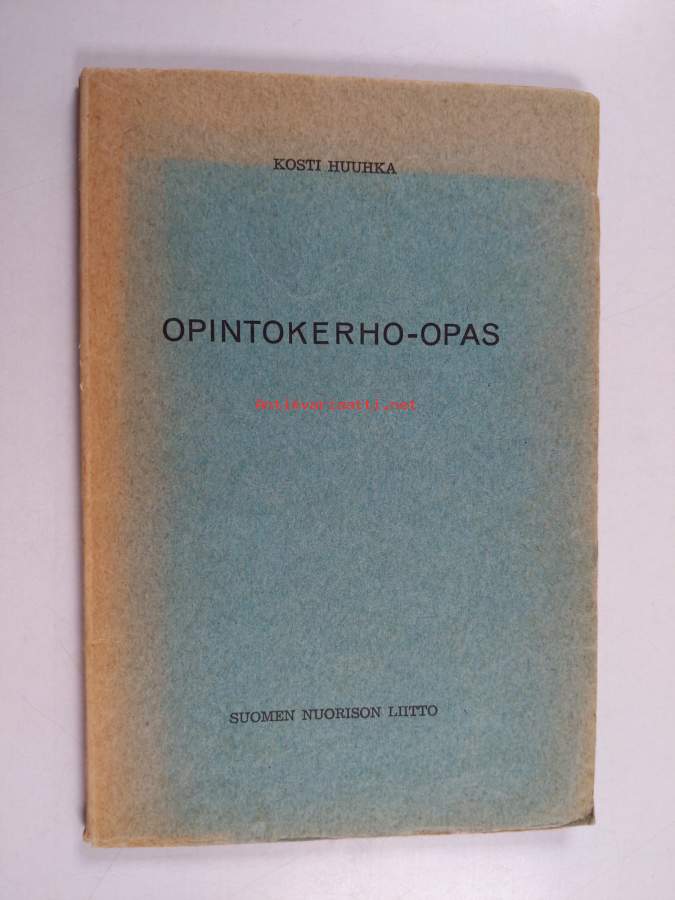 KOSTI HUUHKA
OPINTOKERHO-OPAS
Antikvariaatti.net
SUOMEN NUORISON LIITTO